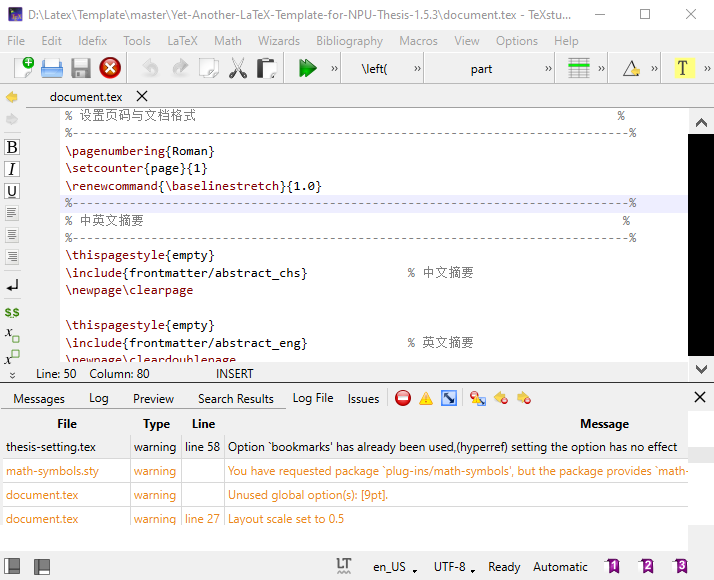 D:\Latex\Template\master\Yet-Another-LaTeX-Template-for-NPU-Thesis-1.5.3\document.tex - TeXstu...
File Edit Idefix Tools LaTeX Math Wizards Bibliography Macros View Options Help
\left( part T
document.tex
% 设置页码与文档格式 %
%-----------------------------------------------------------------------------%
\pagenumbering{Roman}
\setcounter{page}{1}
\renewcommand{\baselinestretch}{1.0}
%-----------------------------------------------------------------------------%
% 中英文摘要 %
%-----------------------------------------------------------------------------%
\thispagestyle{empty}
\include{frontmatter/abstract_chs} % 中文摘要
\newpage\clearpage
\thispagestyle{empty}
\include{frontmatter/abstract_eng} % 英文摘要
\newpage\cleardoublepage
B
I
U
$$
x
x
Line: 50 Column: 80 INSERT
Messages Log Preview Search Results Log File Issues
File Type Line Message
thesis-setting.tex warning line 58 Option `bookmarks' has already been used,(hyperref) setting the option has no effect
math-symbols.sty warning You have requested package `plug-ins/math-symbols', but the package provides `math-
document.tex warning Unused global option(s): [9pt].
document.tex warning line 27 Layout scale set to 0.5
LT en_US UTF-8 Ready Automatic 1 2 3